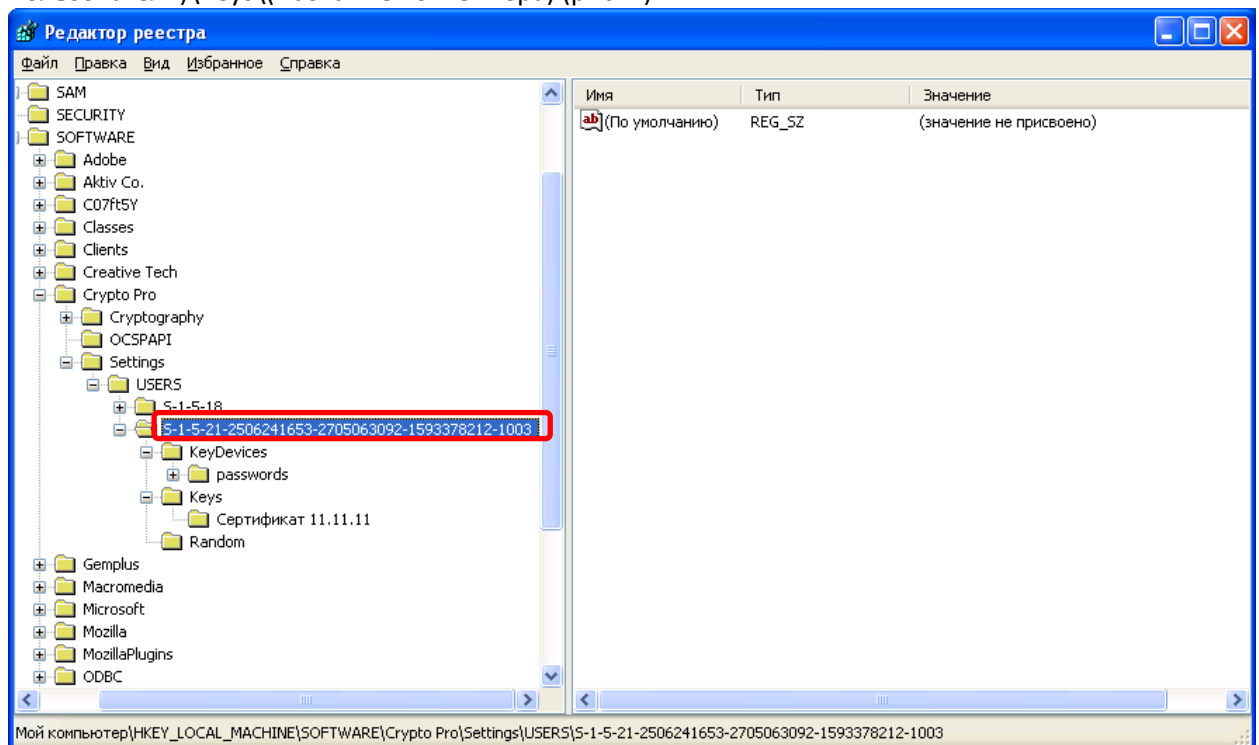 Редактор реестра
Файл Правка Вид Избранное Справка
SAM
SECURITY
SOFTWARE
Adobe
Aktiv Co.
C07ft5Y
Classes
Clients
Creative Tech
Crypto Pro
Cryptography
OCSPAPI
Settings
USERS
S-1-5-18
S-1-5-21-2506241653-2705063092-1593378212-1003
KeyDevices
passwords
Keys
Сертификат 11.11.11
Random
Gemplus
Macromedia
Microsoft
Mozilla
MozillaPlugins
ODBC
Имя Тип Значение
ab (По умолчанию) REG_SZ (значение не присвоено)
Мой компьютер\HKEY_LOCAL_MACHINE\SOFTWARE\Crypto Pro\Settings\USERS\S-1-5-21-2506241653-2705063092-1593378212-1003